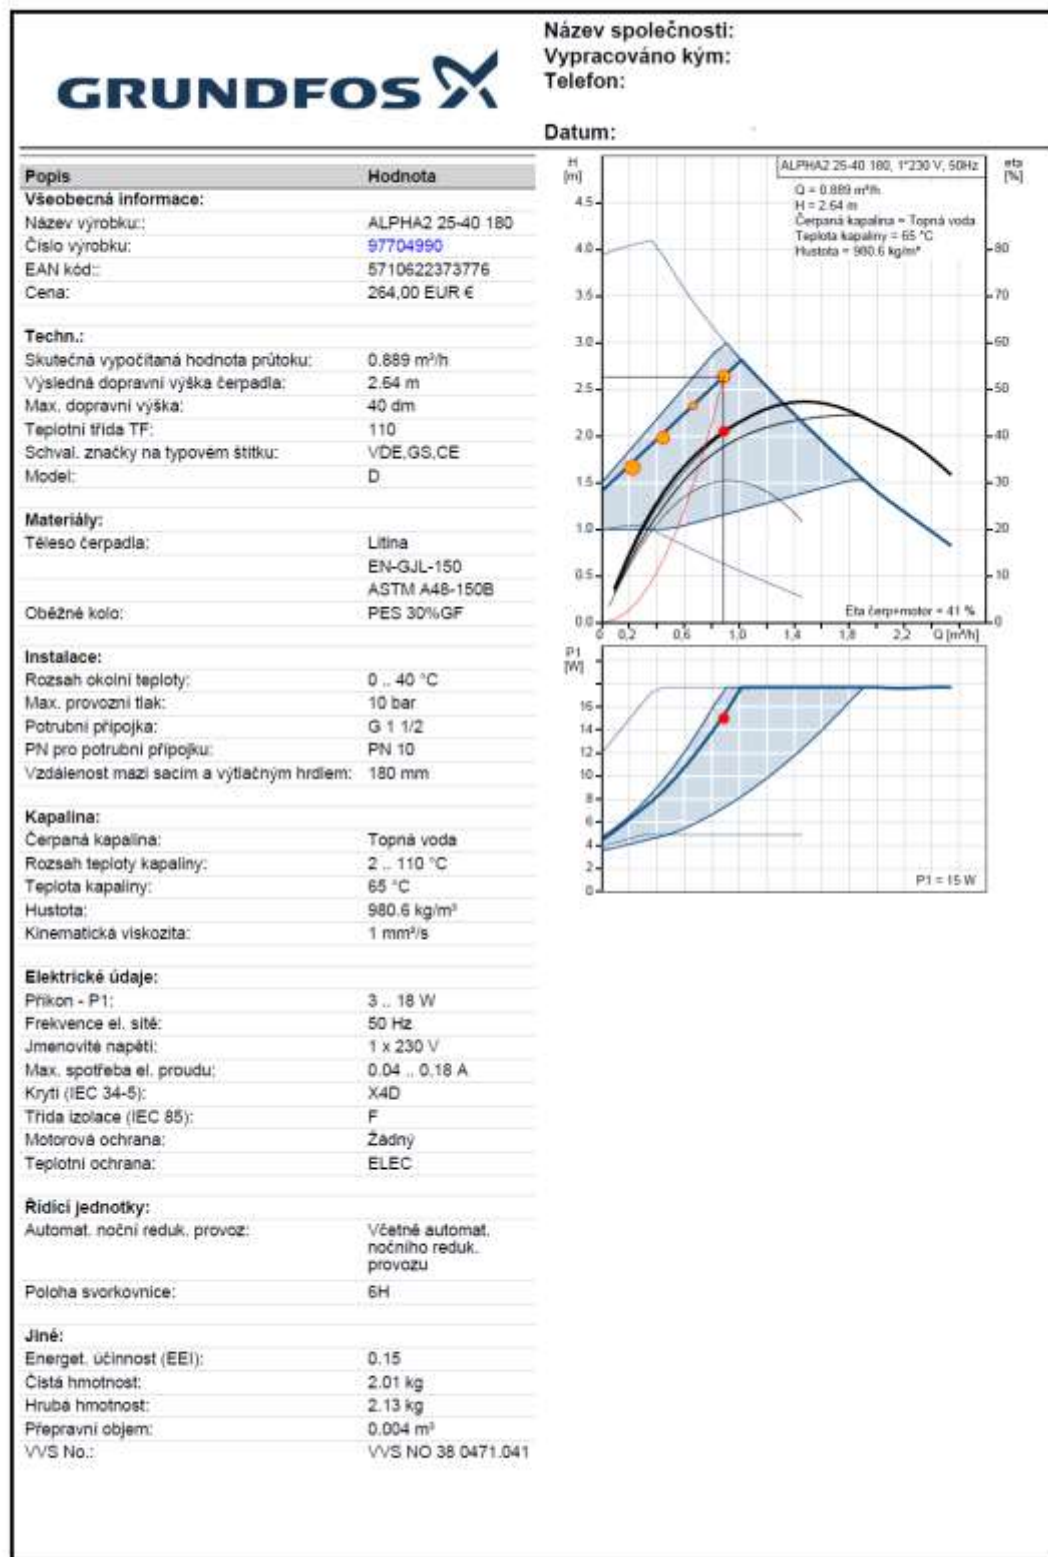 GRUNDFOS
Název společnosti:
Vypracováno kým:
Telefon:
Datum:
Popis Hodnota
Všeobecná informace:
Název výrobku:: ALPHA2 25-40 180
Číslo výrobku: 97704990
EAN kód:: 5710622373776
Cena: 264,00 EUR €
Techn.:
Skutečná vypočítaná hodnota průtoku: 0.889 m³/h
Výsledná dopravní výška čerpadla: 2.64 m
Max. dopravní výška: 40 dm
Teplotní třída TF: 110
Schval. značky na typovém štítku: VDE,GS,CE
Model: D
Materiály:
Těleso čerpadla: Litina
EN-GJL-150
ASTM A48-150B
Oběžné kolo: PES 30%GF
Instalace:
Rozsah okolní teploty: 0 .. 40 °C
Max. provozní tlak: 10 bar
Potrubní přípojka: G 1 1/2
PN pro potrubní přípojku: PN 10
Vzdálenost mazi sacím a výtlačným hrdlem: 180 mm
Kapalina:
Čerpaná kapalina: Topná voda
Rozsah teploty kapaliny: 2 .. 110 °C
Teplota kapaliny: 65 °C
Hustota: 980.6 kg/m³
Kinematická viskozita: 1 mm²/s
Elektrické údaje:
Příkon - P1: 3 .. 18 W
Frekvence el. sítě: 50 Hz
Jmenovité napětí: 1 x 230 V
Max. spotřeba el. proudu: 0.04 .. 0.18 A
Krytí (IEC 34-5): X4D
Třída izolace (IEC 85): F
Motorová ochrana: Žádný
Teplotní ochrana: ELEC
Řídicí jednotky:
Automat. noční reduk. provoz: Včetně automat.
nočního reduk.
provozu
Poloha svorkovnice: 6H
Jiné:
Energet. účinnost (EEI): 0.15
Čistá hmotnost: 2.01 kg
Hrubá hmotnost: 2.13 kg
Přepravní objem: 0.004 m³
VVS No.: VVS NO 38 0471.041
H
[m]
ALPHA2 25-40 180, 1*230 V, 50Hz
eta
[%]
Q = 0.889 m³/h
H = 2.64 m
Čerpaná kapalina = Topná voda
Teplota kapaliny = 65 °C
Hustota = 980.6 kg/m³
4.5
4.0 80
3.5 70
3.0 60
2.5 50
2.0 40
1.5 30
1.0 20
0.5 10
Eta čerp+motor = 41 %
0.0 0
0 0,2 0,6 1,0 1,4 1,8 2,2 Q [m³/h]
P1
[W]
16
14
12
10
8
6
4
2
P1 = 15 W
0